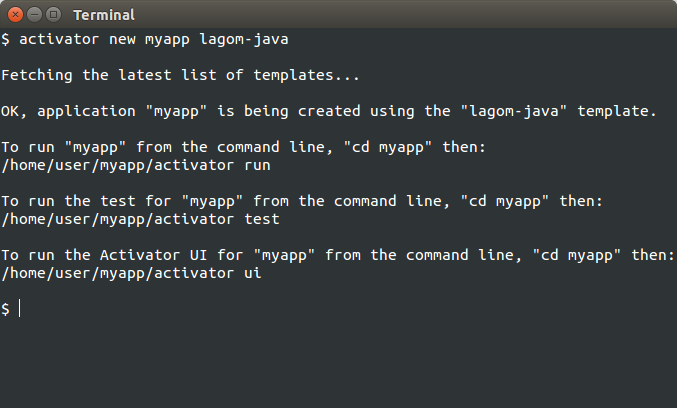 Terminal
$ activator new myapp lagom-java
Fetching the latest list of templates...
OK, application "myapp" is being created using the "lagom-java" template.
To run "myapp" from the command line, "cd myapp" then:
/home/user/myapp/activator run
To run the test for "myapp" from the command line, "cd myapp" then:
/home/user/myapp/activator test
To run the Activator UI for "myapp" from the command line, "cd myapp" then:
/home/user/myapp/activator ui
$